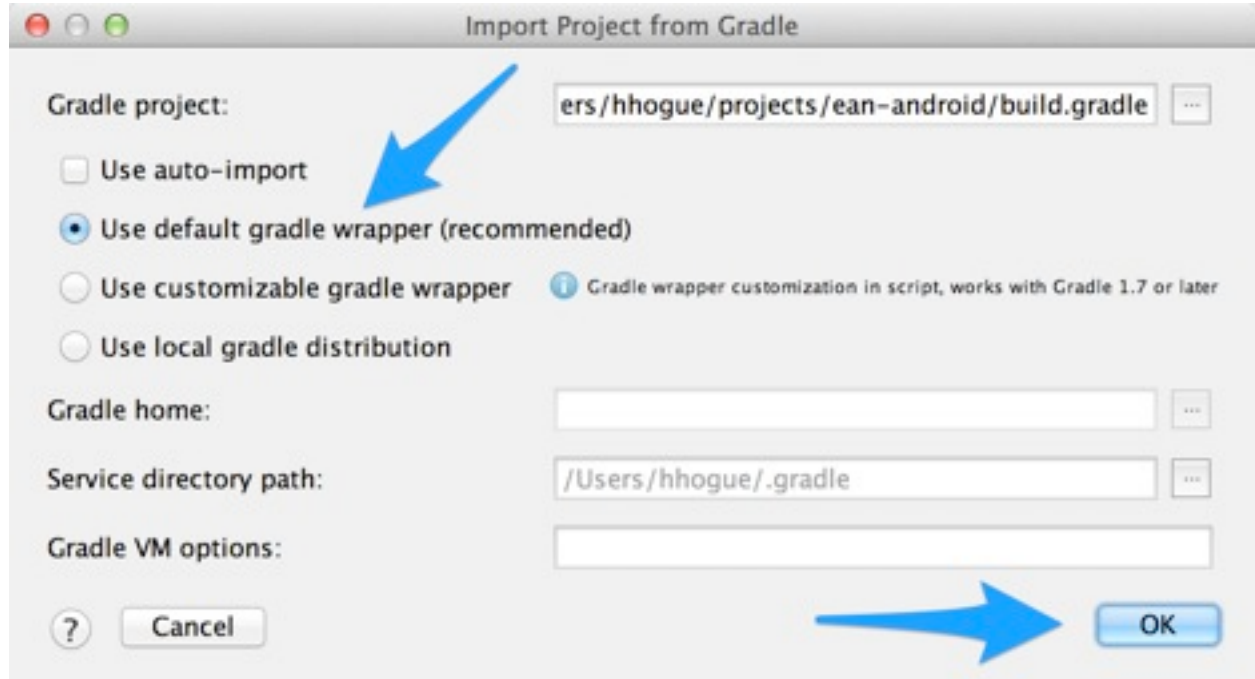 Import Project from Gradle
Gradle project: ers/hhogue/projects/ean-android/build.gradle ...
Use auto-import
Use default gradle wrapper (recommended)
Use customizable gradle wrapper Gradle wrapper customization in script, works with Gradle 1.7 or later
Use local gradle distribution
Gradle home: ...
Service directory path: /Users/hhogue/.gradle ...
Gradle VM options:
? Cancel OK